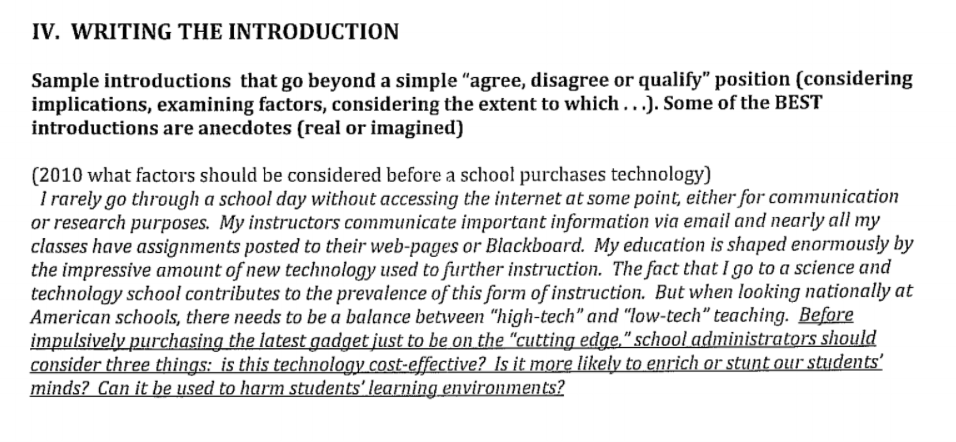 IV. WRITING THE INTRODUCTION
Sample introductions that go beyond a simple "agree, disagree or qualify" position (considering
implications, examining factors, considering the extent to which . . .). Some of the BEST
introductions are anecdotes (real or imagined)
(2010 what factors should be considered before a school purchases technology)
I rarely go through a school day without accessing the internet at some point, either for communication
or research purposes. My instructors communicate important information via email and nearly all my
classes have assignments posted to their web-pages or Blackboard. My education is shaped enormously by
the impressive amount of new technology used to further instruction. The fact that I go to a science and
technology school contributes to the prevalence of this form of instruction. But when looking nationally at
American schools, there needs to be a balance between "high-tech" and "low-tech" teaching. Before
impulsively purchasing the latest gadget just to be on the "cutting edge," school administrators should
consider three things: is this technology cost-effective? Is it more likely to enrich or stunt our students'
minds? Can it be used to harm students' learning environments?